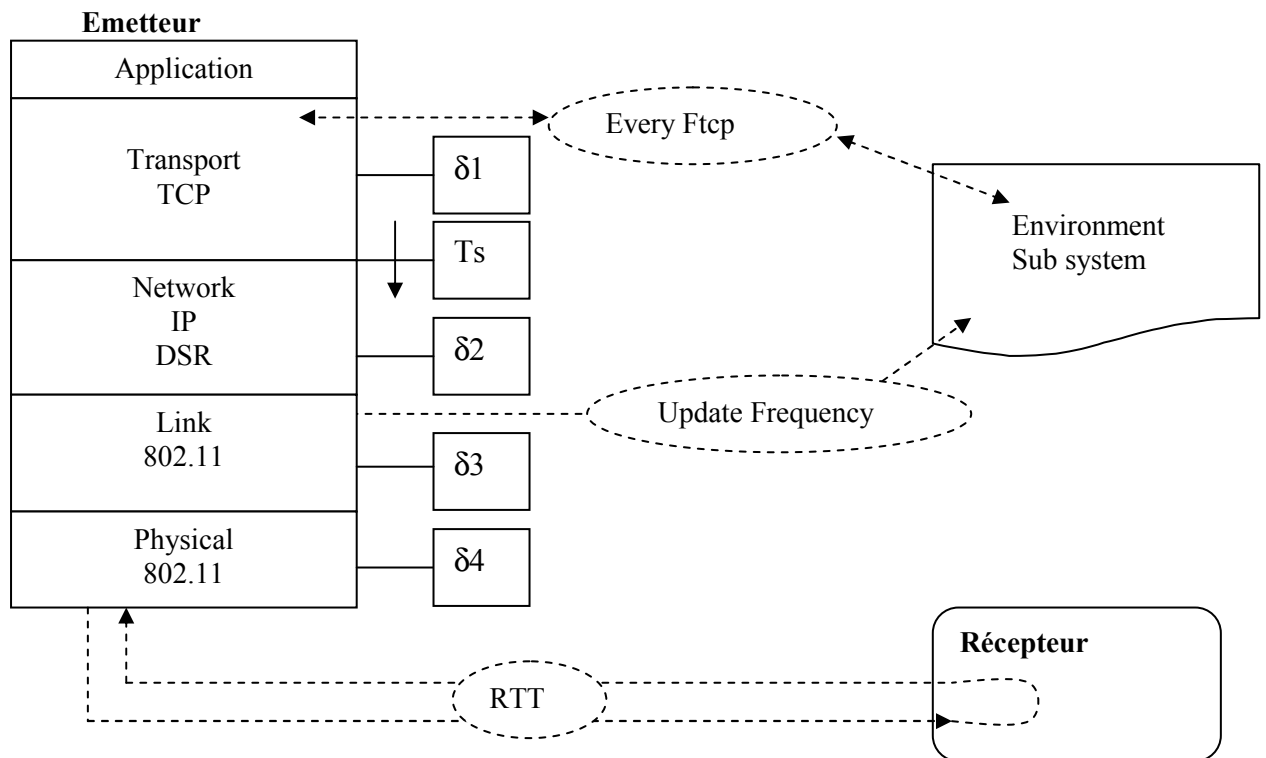 Emetteur
Application
Every Ftcp
Transport
TCP
δ1
Ts
Environment
Sub system
Network
IP
DSR
δ2
Link
802.11
Update Frequency
δ3
Physical
802.11
δ4
Récepteur
RTT